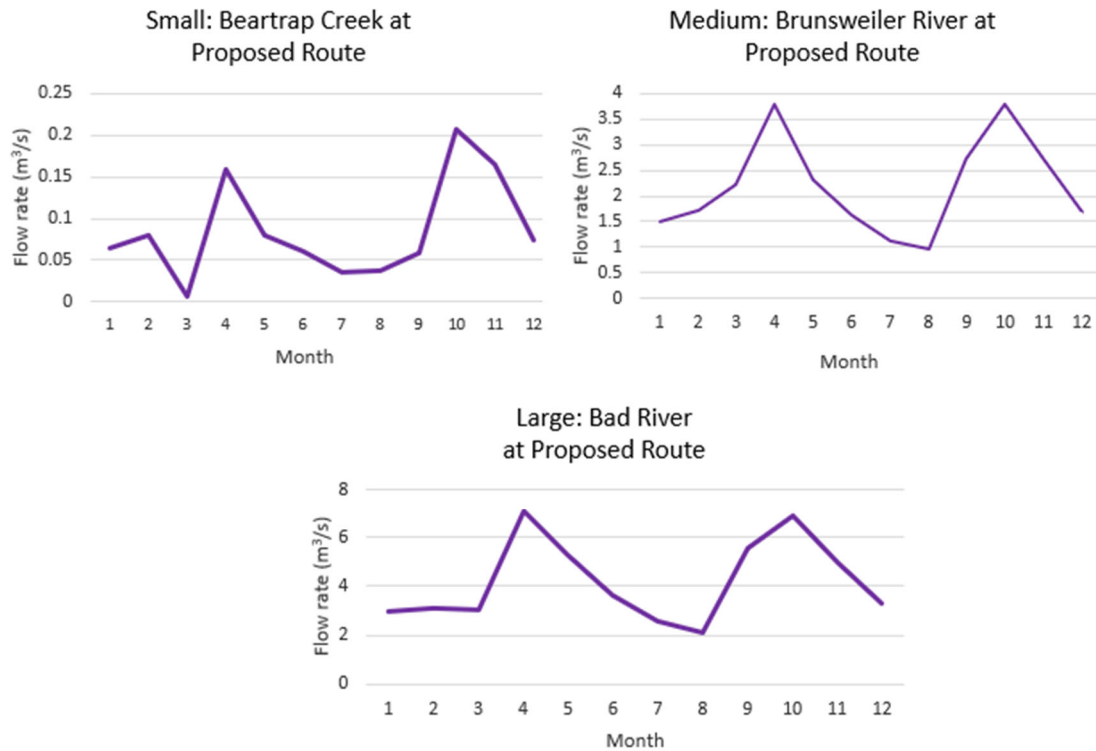 Small: Beartrap Creek at
Proposed Route
0.25
0.2
0.15
0.1
0.05
0
Flow rate (m³/s)
1 2 3 4 5 6 7 8 9 10 11 12
Month
Medium: Brunsweiler River at
Proposed Route
4
3.5
3
2.5
2
1.5
1
0.5
0
Flow rate (m³/s)
1 2 3 4 5 6 7 8 9 10 11 12
Month
Large: Bad River
at Proposed Route
8
6
4
2
0
Flow rate (m³/s)
1 2 3 4 5 6 7 8 9 10 11 12
Month